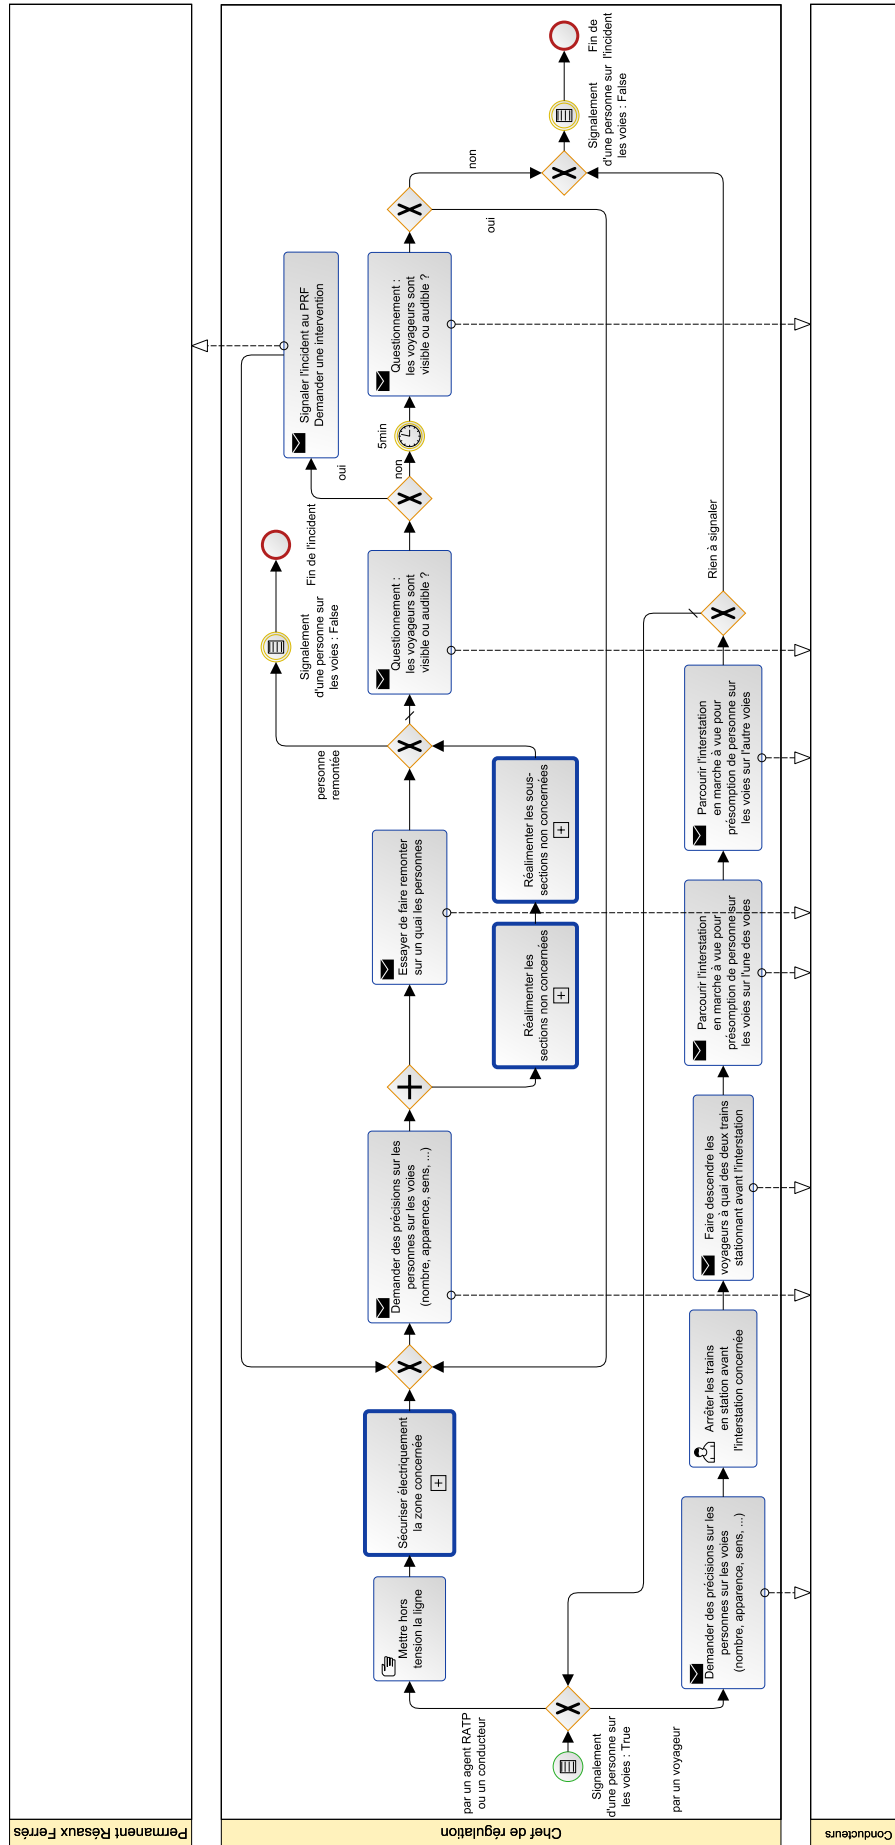 Permanent Résaux Ferrés
Chef de régulation
Conducteurs
Signalement
d'une personne sur
les voies : True
par un agent RATP
ou un conducteur
par un voyageur
Mettre hors
tension la ligne
Sécuriser électriquement
la zone concernée
Demander des précisions sur les
personnes sur les voies
(nombre, apparence, sens, ...)
Essayer de faire remonter
sur un quai les personnes
Réalimenter les
sections non concernées
Réalimenter les sous-
sections non concernées
personne
remontée
Signalement
d'une personne sur
les voies : False
Fin de l'incident
Questionnement :
les voyageurs sont
visible ou audible ?
oui
non
Signaler l'incident au PRF
Demander une intervention
5min
Questionnement :
les voyageurs sont
visible ou audible ?
non
oui
Signalement
d'une personne sur
les voies : False
Fin de
l'incident
Demander des précisions sur les
personnes sur les voies
(nombre, apparence, sens, ...)
Arrêter les trains
en station avant
l'interstation concernée
Faire descendre les
voyageurs à quai des deux trains
stationnant avant l'interstation
Parcourir l'interstation
en marche à vue pour
présomption de personne sur
les voies sur l'une des voies
Parcourir l'interstation
en marche à vue pour
présomption de personne sur
les voies sur l'autre voies
Rien à signaler